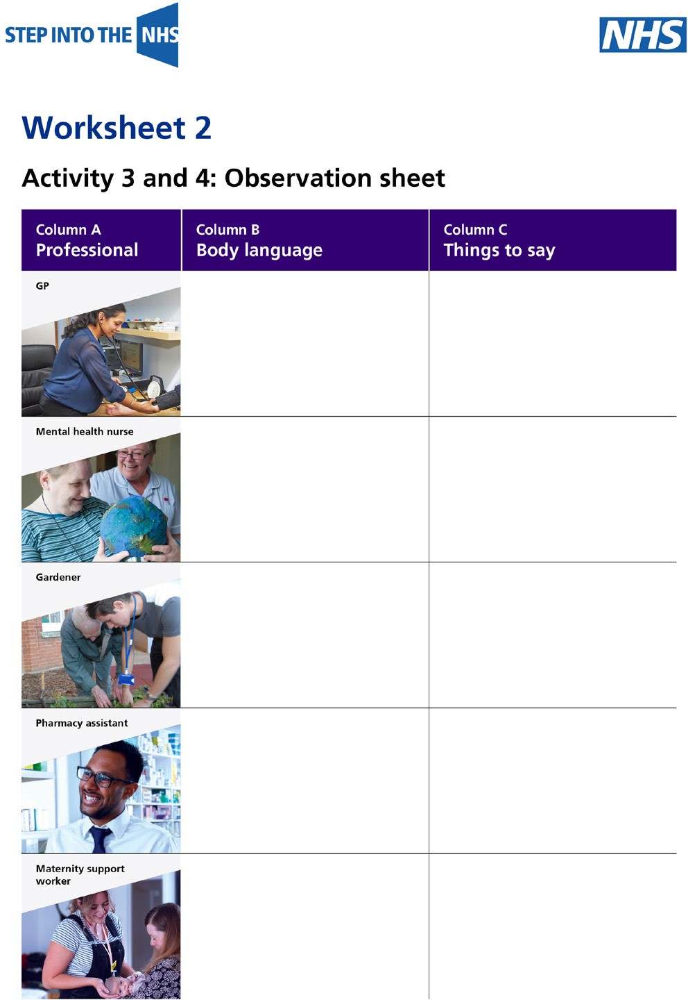 STEP INTO THE NHS
NHS
Worksheet 2
Activity 3 and 4: Observation sheet
Column A
Professional
Column B
Body language
Column C
Things to say
GP
Mental health nurse
Gardener
Pharmacy assistant
Maternity support
worker